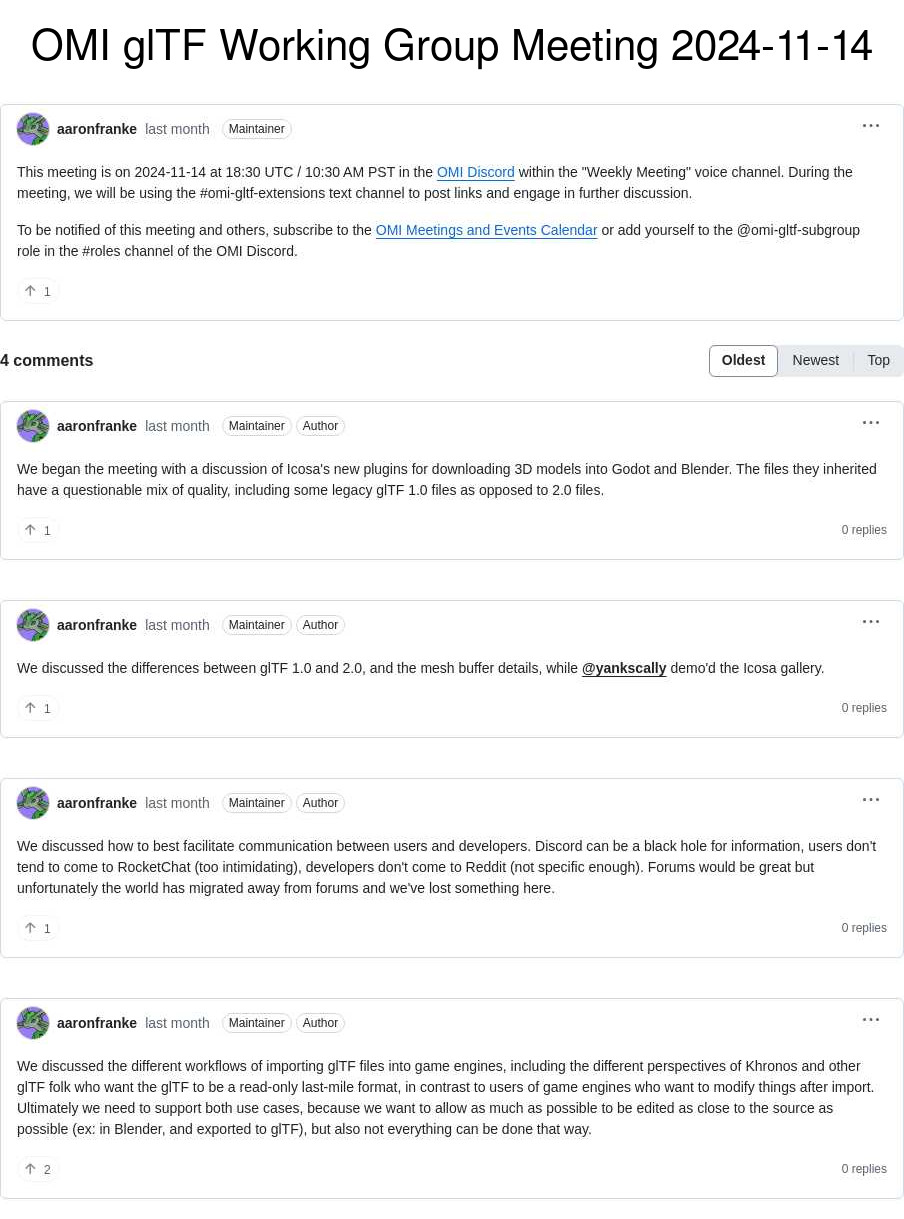 OMI glTF Working Group Meeting 2024-11-14
aaronfranke last month Maintainer
This meeting is on 2024-11-14 at 18:30 UTC / 10:30 AM PST in the OMI Discord within the "Weekly Meeting" voice channel. During the
meeting, we will be using the #omi-gltf-extensions text channel to post links and engage in further discussion.
To be notified of this meeting and others, subscribe to the OMI Meetings and Events Calendar or add yourself to the @omi-gltf-subgroup
role in the #roles channel of the OMI Discord.
↑ 1
4 comments
Oldest Newest Top
aaronfranke last month Maintainer Author
We began the meeting with a discussion of Icosa's new plugins for downloading 3D models into Godot and Blender. The files they inherited
have a questionable mix of quality, including some legacy glTF 1.0 files as opposed to 2.0 files.
↑ 1 0 replies
aaronfranke last month Maintainer Author
We discussed the differences between glTF 1.0 and 2.0, and the mesh buffer details, while @yankscally demo'd the Icosa gallery.
↑ 1 0 replies
aaronfranke last month Maintainer Author
We discussed how to best facilitate communication between users and developers. Discord can be a black hole for information, users don't
tend to come to RocketChat (too intimidating), developers don't come to Reddit (not specific enough). Forums would be great but
unfortunately the world has migrated away from forums and we've lost something here.
↑ 1 0 replies
aaronfranke last month Maintainer Author
We discussed the different workflows of importing glTF files into game engines, including the different perspectives of Khronos and other
glTF folk who want the glTF to be a read-only last-mile format, in contrast to users of game engines who want to modify things after import.
Ultimately we need to support both use cases, because we want to allow as much as possible to be edited as close to the source as
possible (ex: in Blender, and exported to glTF), but also not everything can be done that way.
↑ 2 0 replies